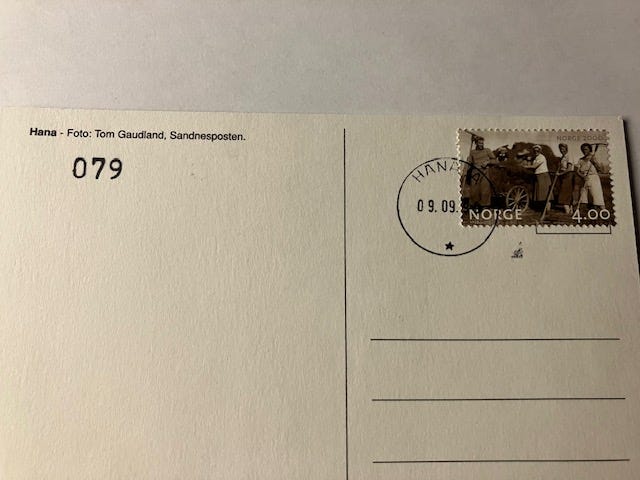 Hana - Foto: Tom Gaudland, Sandnesposten.
079
NORGE 2000
HANA
09.09.
NORGE 4.00